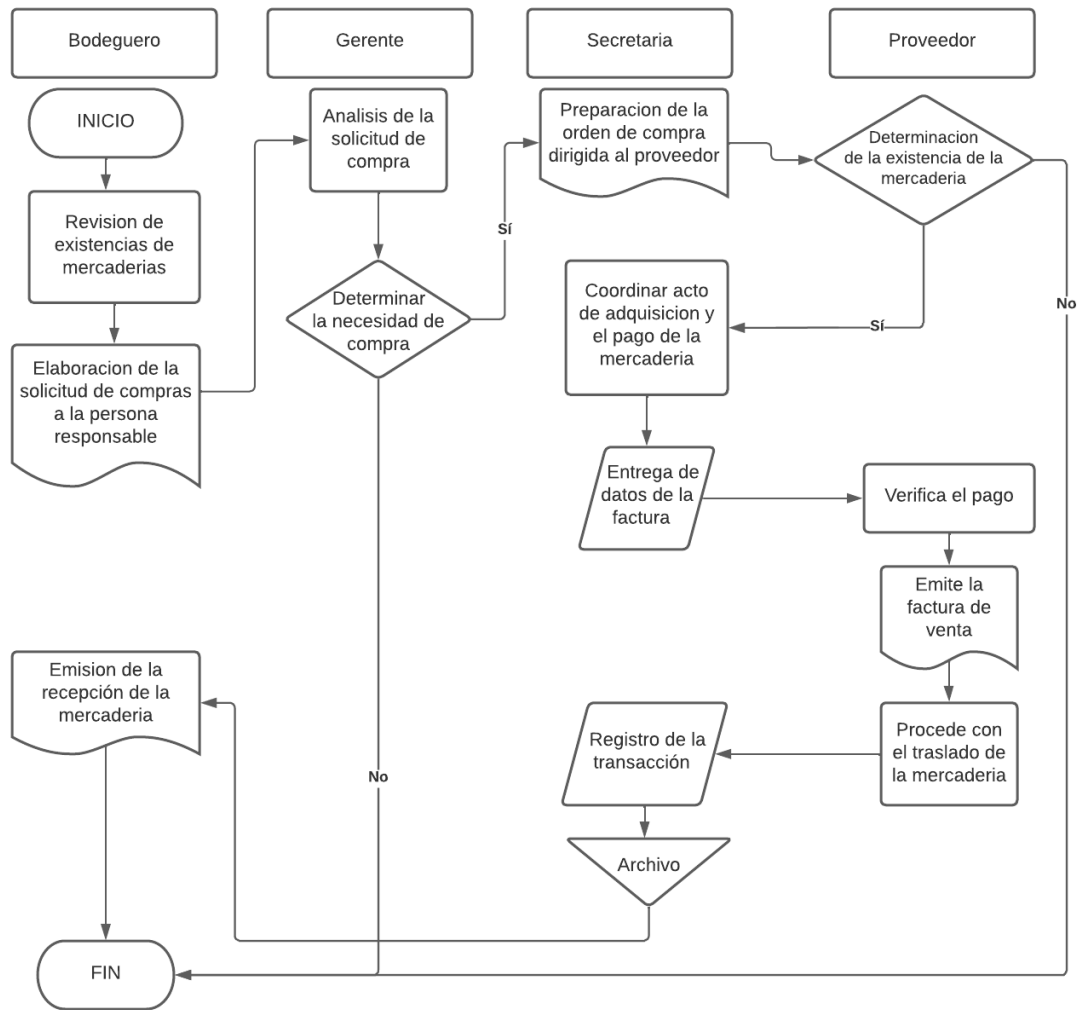 Bodeguero
Gerente
Secretaria
Proveedor
INICIO
Revision de
existencias de
mercaderias
Elaboracion de la
solicitud de compras
a la persona
responsable
Analisis de la
solicitud de
compra
Determinar
la necesidad de
compra
Sí
No
Preparacion de la
orden de compra
dirigida al proveedor
Determinacion
de la existencia de la
mercaderia
Sí
No
Coordinar acto
de adquisicion y
el pago de la
mercaderia
Entrega de
datos de la
factura
Verifica el pago
Emite la
factura de
venta
Procede con
el traslado de
la mercaderia
Registro de la
transacción
Archivo
Emision de la
recepción de la
mercaderia
FIN